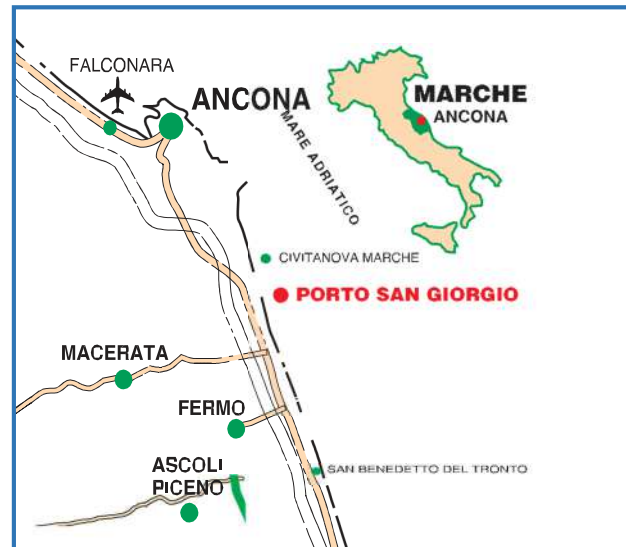 FALCONARA
ANCONA
MARCHE
ANCONA
MARE ADRIATICO
CIVITANOVA MARCHE
PORTO SAN GIORGIO
MACERATA
FERMO
ASCOLI
PICENO
SAN BENEDETTO DEL TRONTO